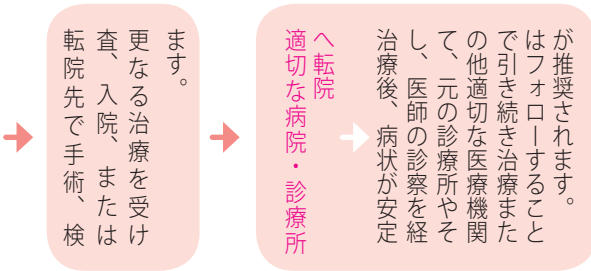 転院先で手術、検
査、入院、または
更なる治療を受け
ます。
適切な病院・診療所
へ転院
治療後、病状が安定
し、医師の診察を経
て、元の診療所やそ
の他適切な医療機関
で引き続き治療また
はフォローすること
が推奨されます。